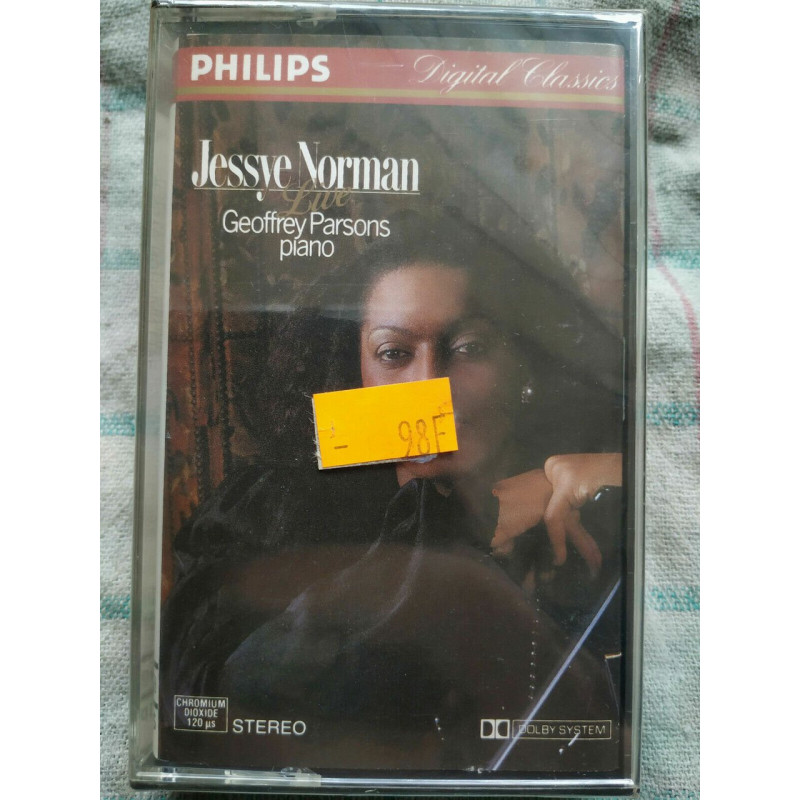 PHILIPS Digital Classics
Jessye Norman
Live
Geoffrey Parsons
piano
98F
CHROMIUM
DIOXIDE
120 µs
STEREO
DOLBY SYSTEM